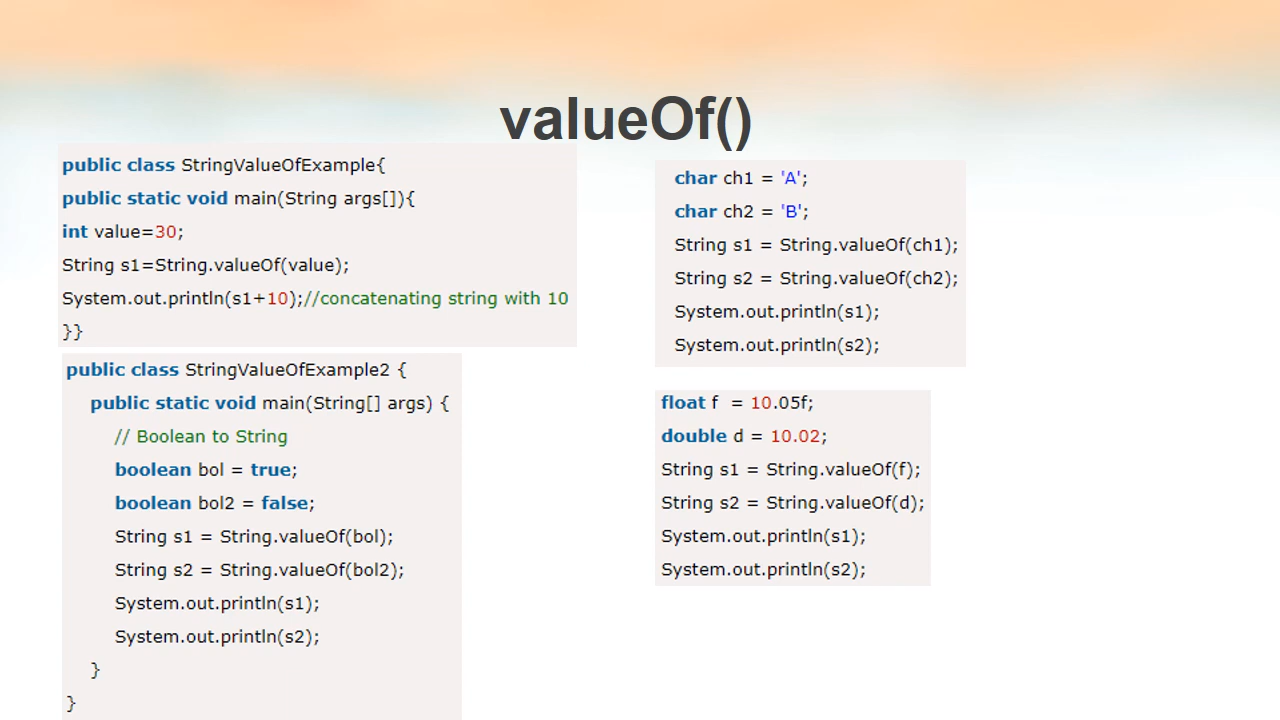 valueOf()
public class StringValueOfExample{
public static void main(String args[]){
int value=30;
String s1=String.valueOf(value);
System.out.println(s1+10);//concatenating string with 10
}}
public class StringValueOfExample2 {
public static void main(String[] args) {
// Boolean to String
boolean bol = true;
boolean bol2 = false;
String s1 = String.valueOf(bol);
String s2 = String.valueOf(bol2);
System.out.println(s1);
System.out.println(s2);
}
}
char ch1 = 'A';
char ch2 = 'B';
String s1 = String.valueOf(ch1);
String s2 = String.valueOf(ch2);
System.out.println(s1);
System.out.println(s2);
float f  = 10.05f;
double d = 10.02;
String s1 = String.valueOf(f);
String s2 = String.valueOf(d);
System.out.println(s1);
System.out.println(s2);